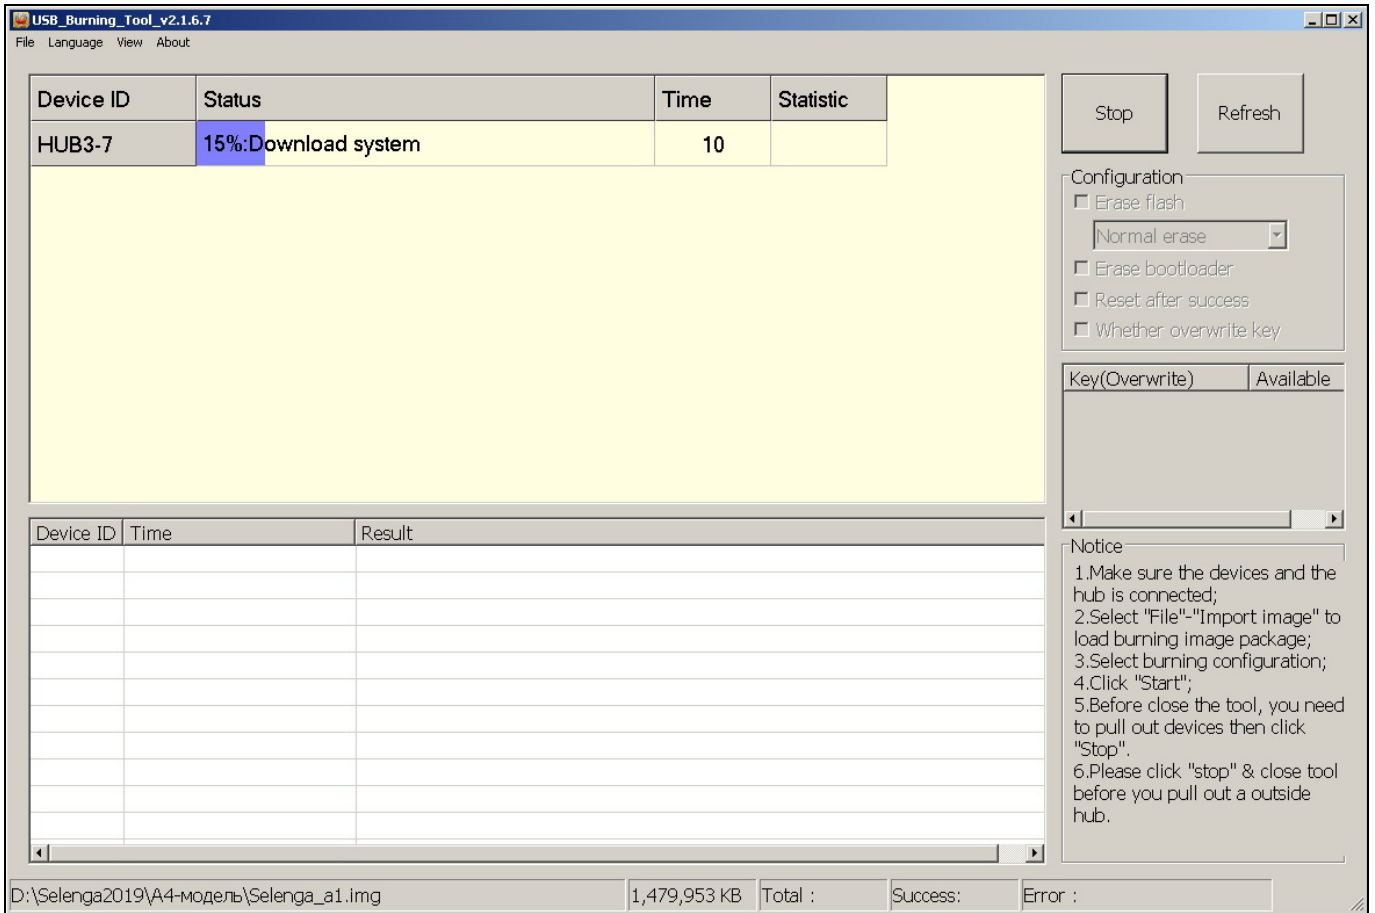 USB_Burning_Tool_v2.1.6.7
File Language View About
Device ID Status Time Statistic
HUB3-7 15%:Download system 10
Stop Refresh
Configuration
Erase flash
Normal erase
Erase bootloader
Reset after success
Whether overwrite key
Key(Overwrite) Available
Device ID Time Result
Notice
1.Make sure the devices and the
hub is connected;
2.Select "File"-"Import image" to
load burning image package;
3.Select burning configuration;
4.Click "Start";
5.Before close the tool, you need
to pull out devices then click
"Stop".
6.Please click "stop" & close tool
before you pull out a outside
hub.
D:\Selenga2019\А4-модель\Selenga_a1.img 1,479,953 KB Total : Success: Error :